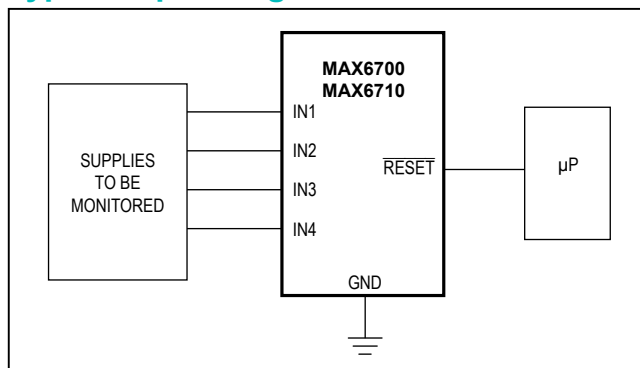 MAX6700
MAX6710
SUPPLIES
TO BE
MONITORED
IN1
IN2
IN3
IN4
RESET
GND
µP